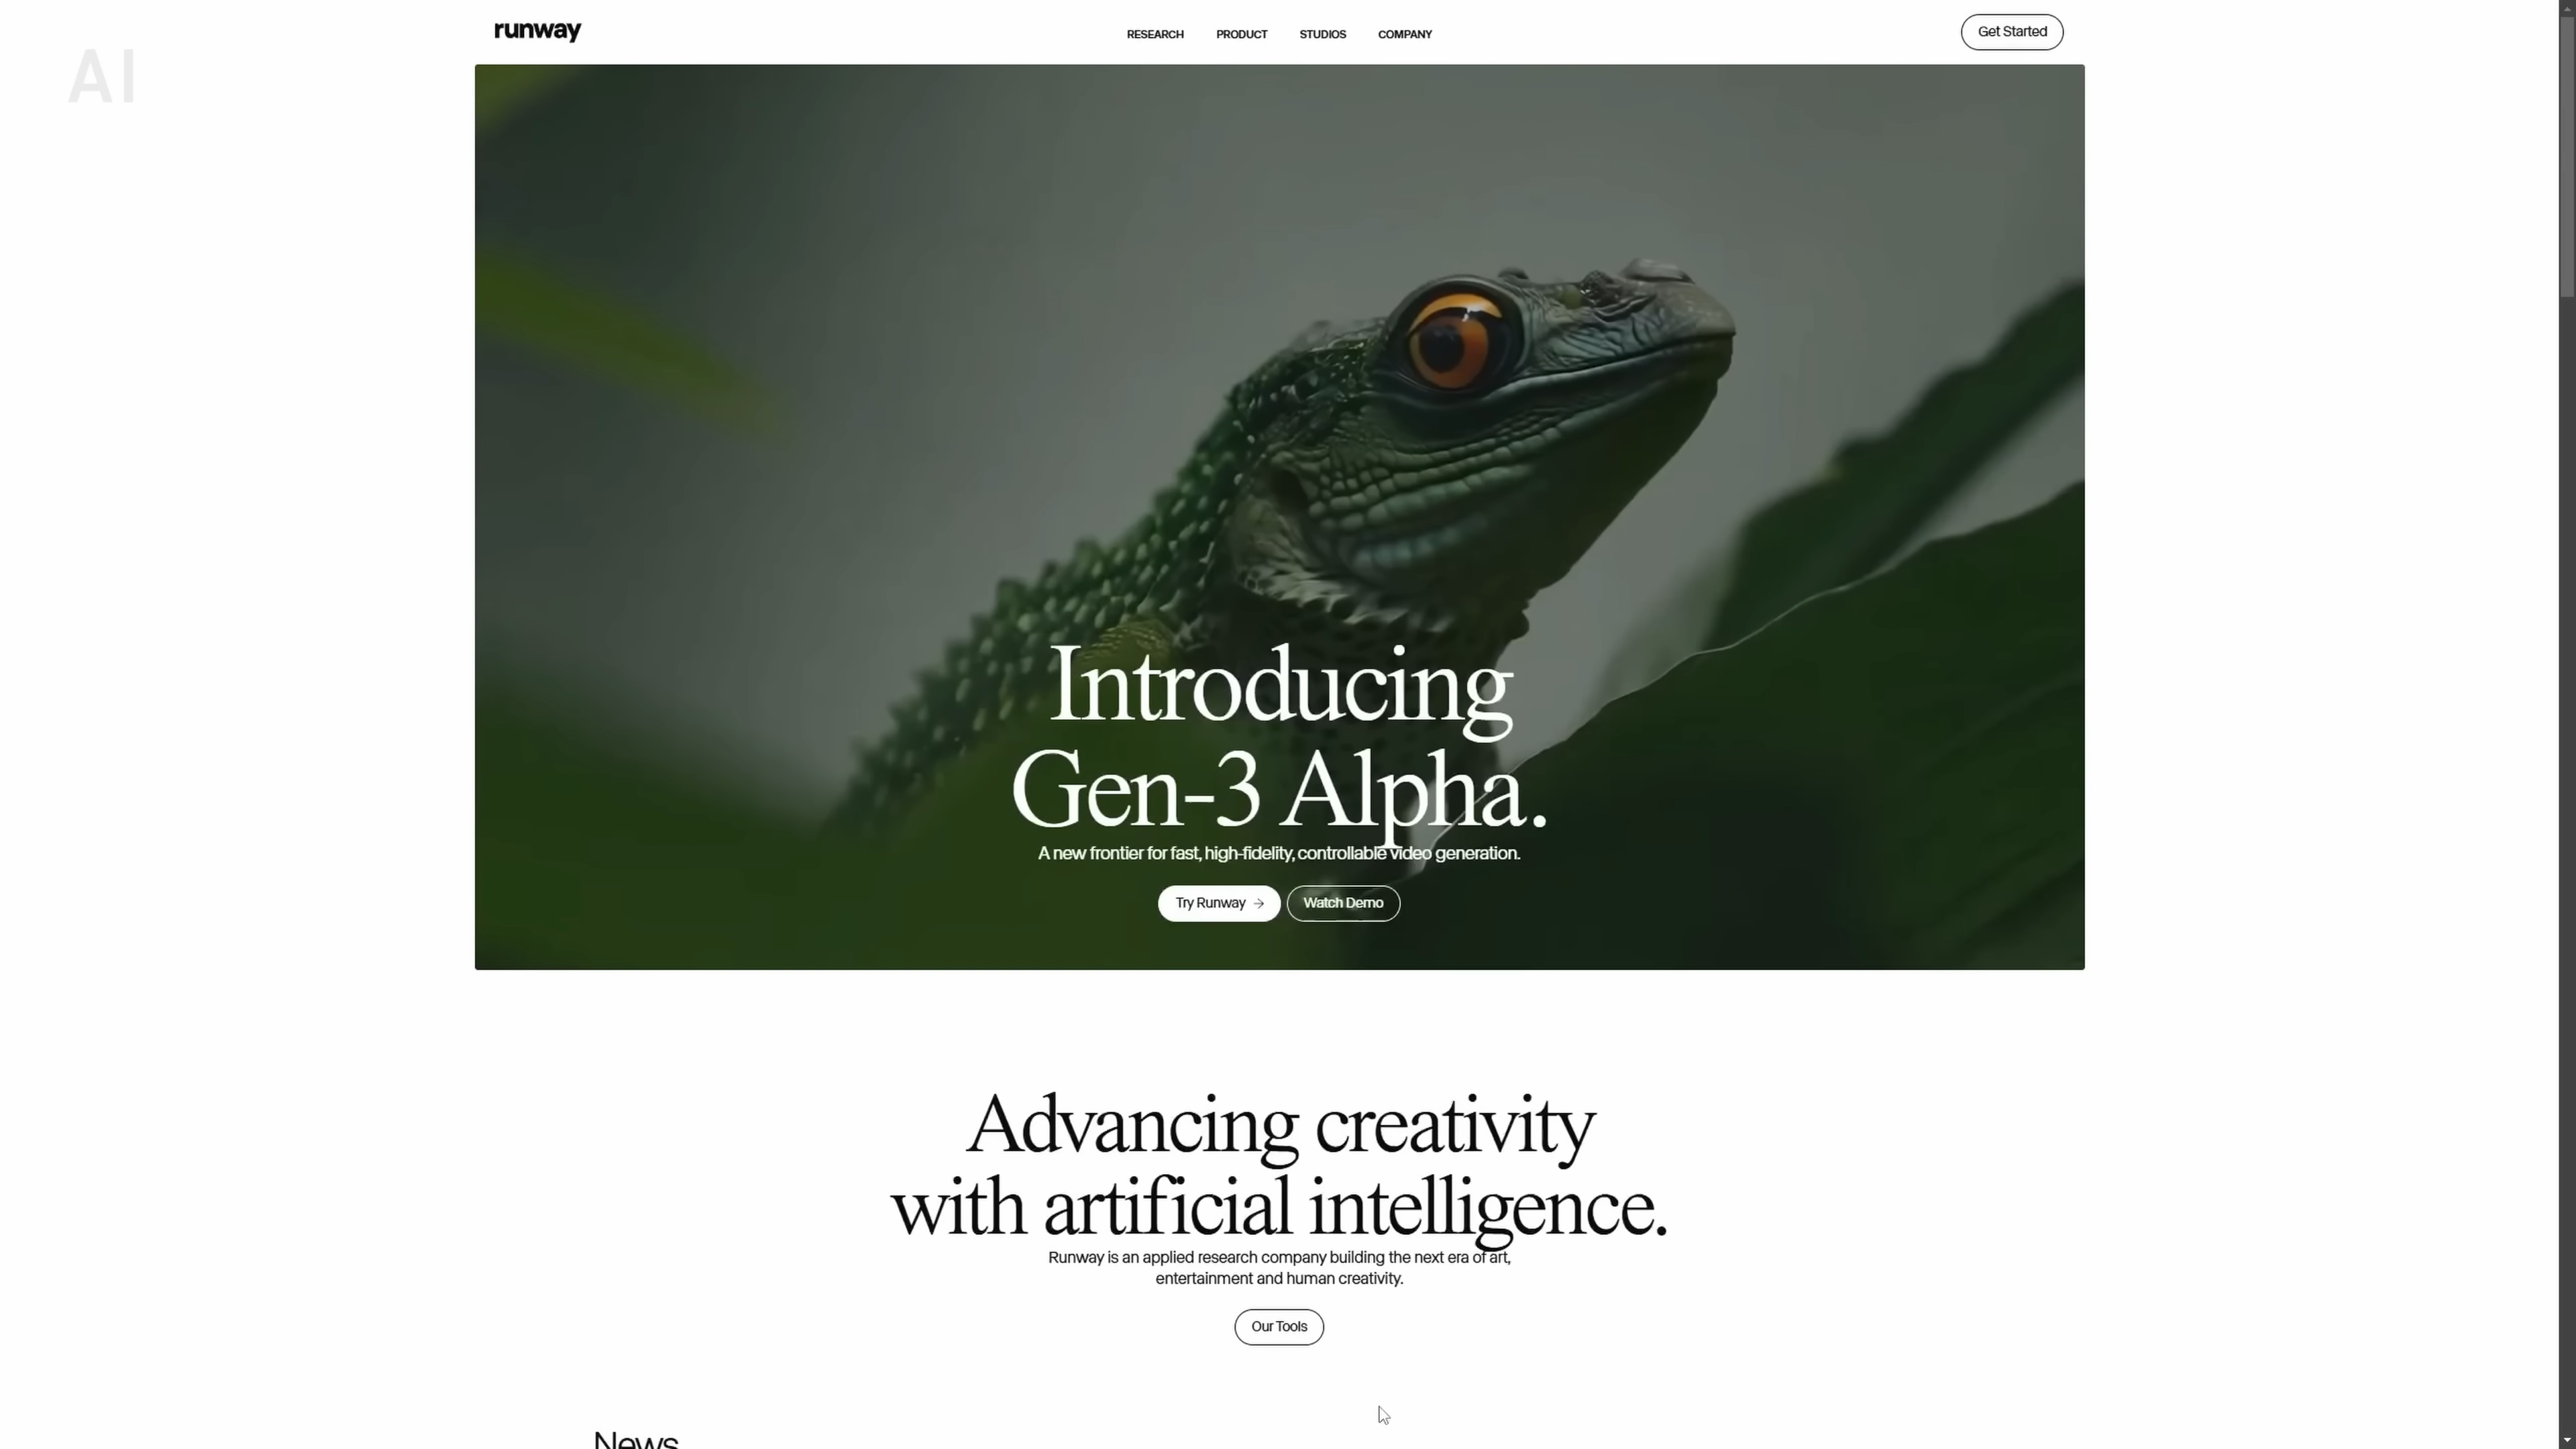 AI
runway
RESEARCH PRODUCT STUDIOS COMPANY
Get Started
Introducing
Gen-3 Alpha.
A new frontier for fast, high-fidelity, controllable video generation.
Try Runway → Watch Demo
Advancing creativity
with artificial intelligence.
Runway is an applied research company building the next era of art,
entertainment and human creativity.
Our Tools
News